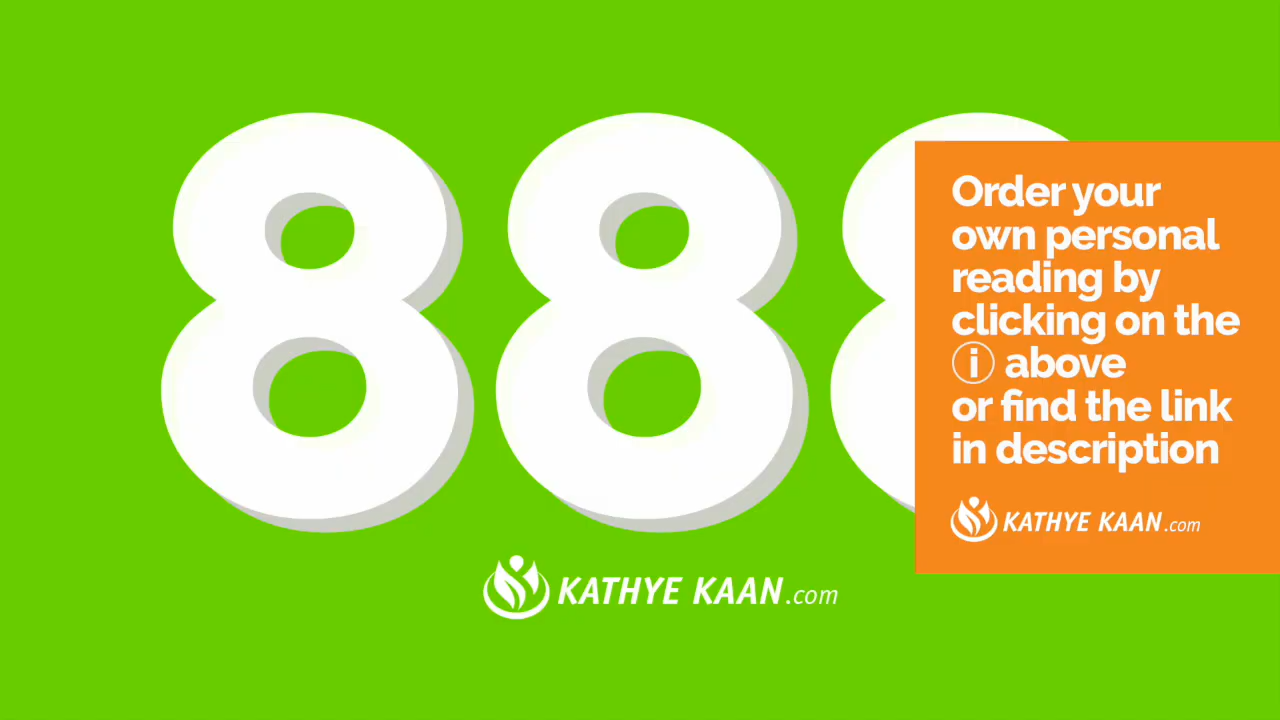 888
Order your
own personal
reading by
clicking on the
i above
or find the link
in description
KATHYE KAAN.com
KATHYE KAAN.com